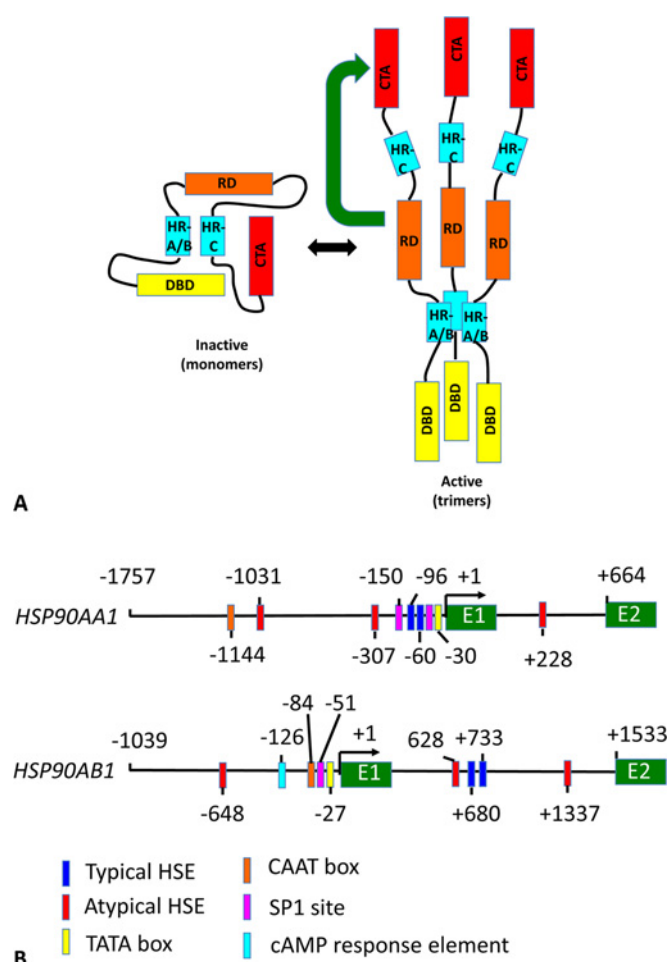 CTA
CTA
CTA
HR-
C
HR-
C
HR-
C
RD
HR-
A/B
HR-
C
CTA
DBD
RD
RD
RD
HR-
A/B
HR-
A/B
DBD
DBD
DBD
Inactive
(monomers)
Active
(trimers)
A
-1757
-1031
-150
-96
+1
+664
HSP90AA1
E1
E2
-1144
-307
-60
-30
+228
-84
-51
-1039
-126
+1
628
+733
+1533
HSP90AB1
E1
E2
-648
-27
+680
+1337
Typical HSE
CAAT box
Atypical HSE
SP1 site
TATA box
cAMP response element
B